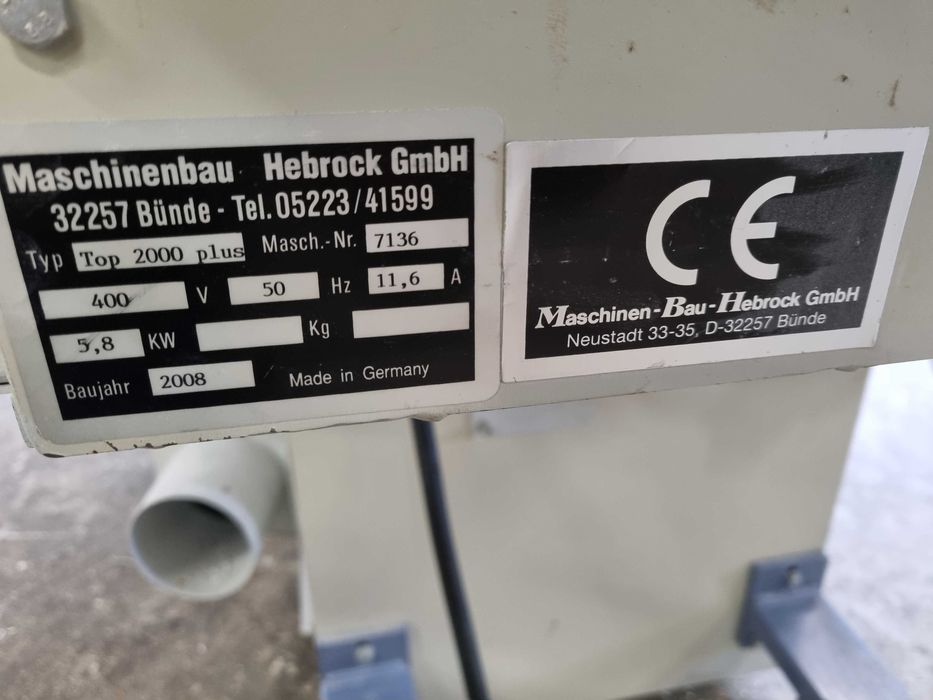 Maschinenbau Hebrock GmbH
32257 Bünde - Tel. 05223/41599
Typ Top 2000 plus Masch.-Nr. 7136
400 V 50 Hz 11,6 A
5,8 KW Kg
Baujahr 2008 Made in Germany
CE
Maschinen-Bau-Hebrock GmbH
Neustadt 33-35, D-32257 Bünde